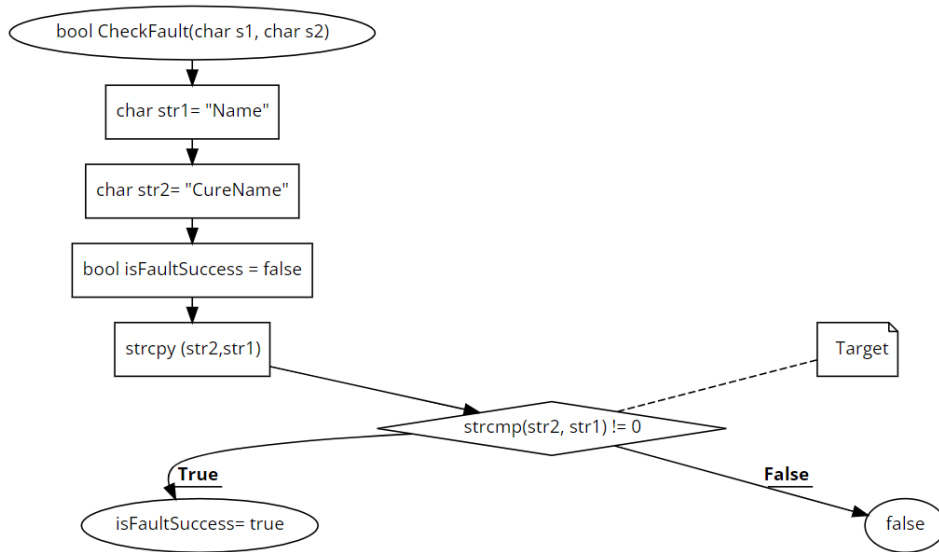 bool CheckFault(char s1, char s2)
char str1= "Name"
char str2= "CureName"
bool isFaultSuccess = false
strcpy (str2,str1)
Target
strcmp(str2, str1) != 0
True
False
isFaultSuccess= true
false